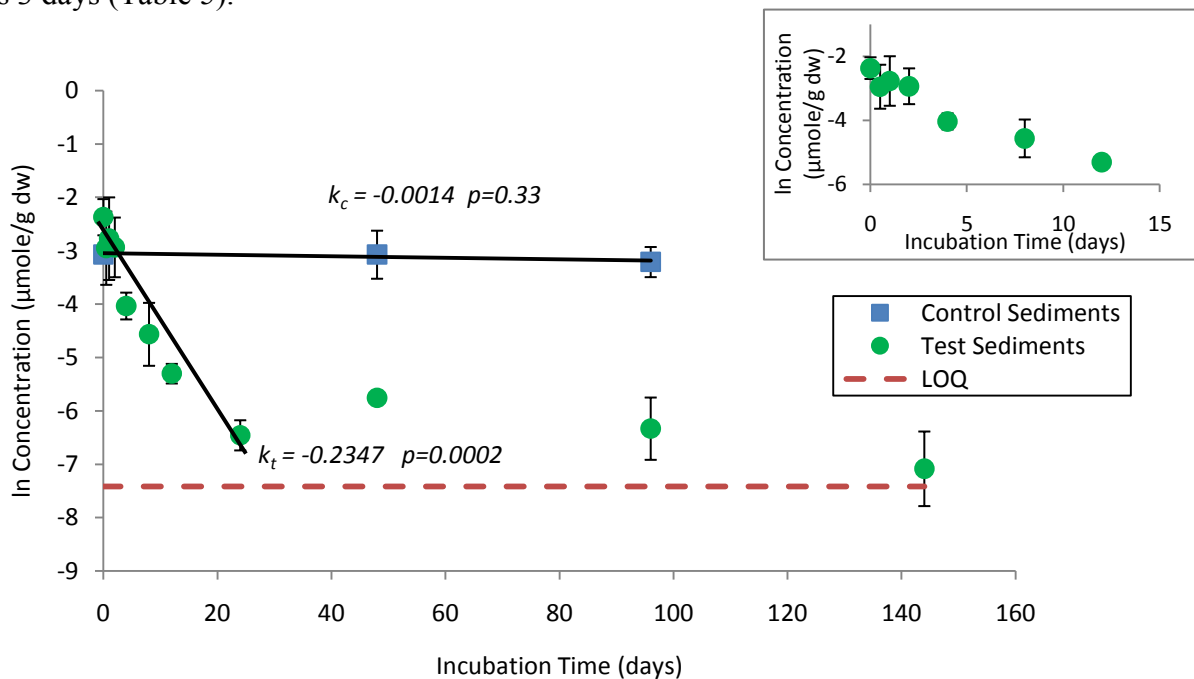 s 3 days (Table 3).
ln Concentration (µmole/g dw)
0
-1
-2
-3
-4
-5
-6
-7
-8
-9
0
20
40
60
80
100
120
140
160
Incubation Time (days)
k_c = -0.0014 p=0.33
k_t = -0.2347 p=0.0002
ln Concentration
(µmole/g dw)
-2
-4
-6
0
5
10
15
Incubation Time (days)
Control Sediments
Test Sediments
LOQ